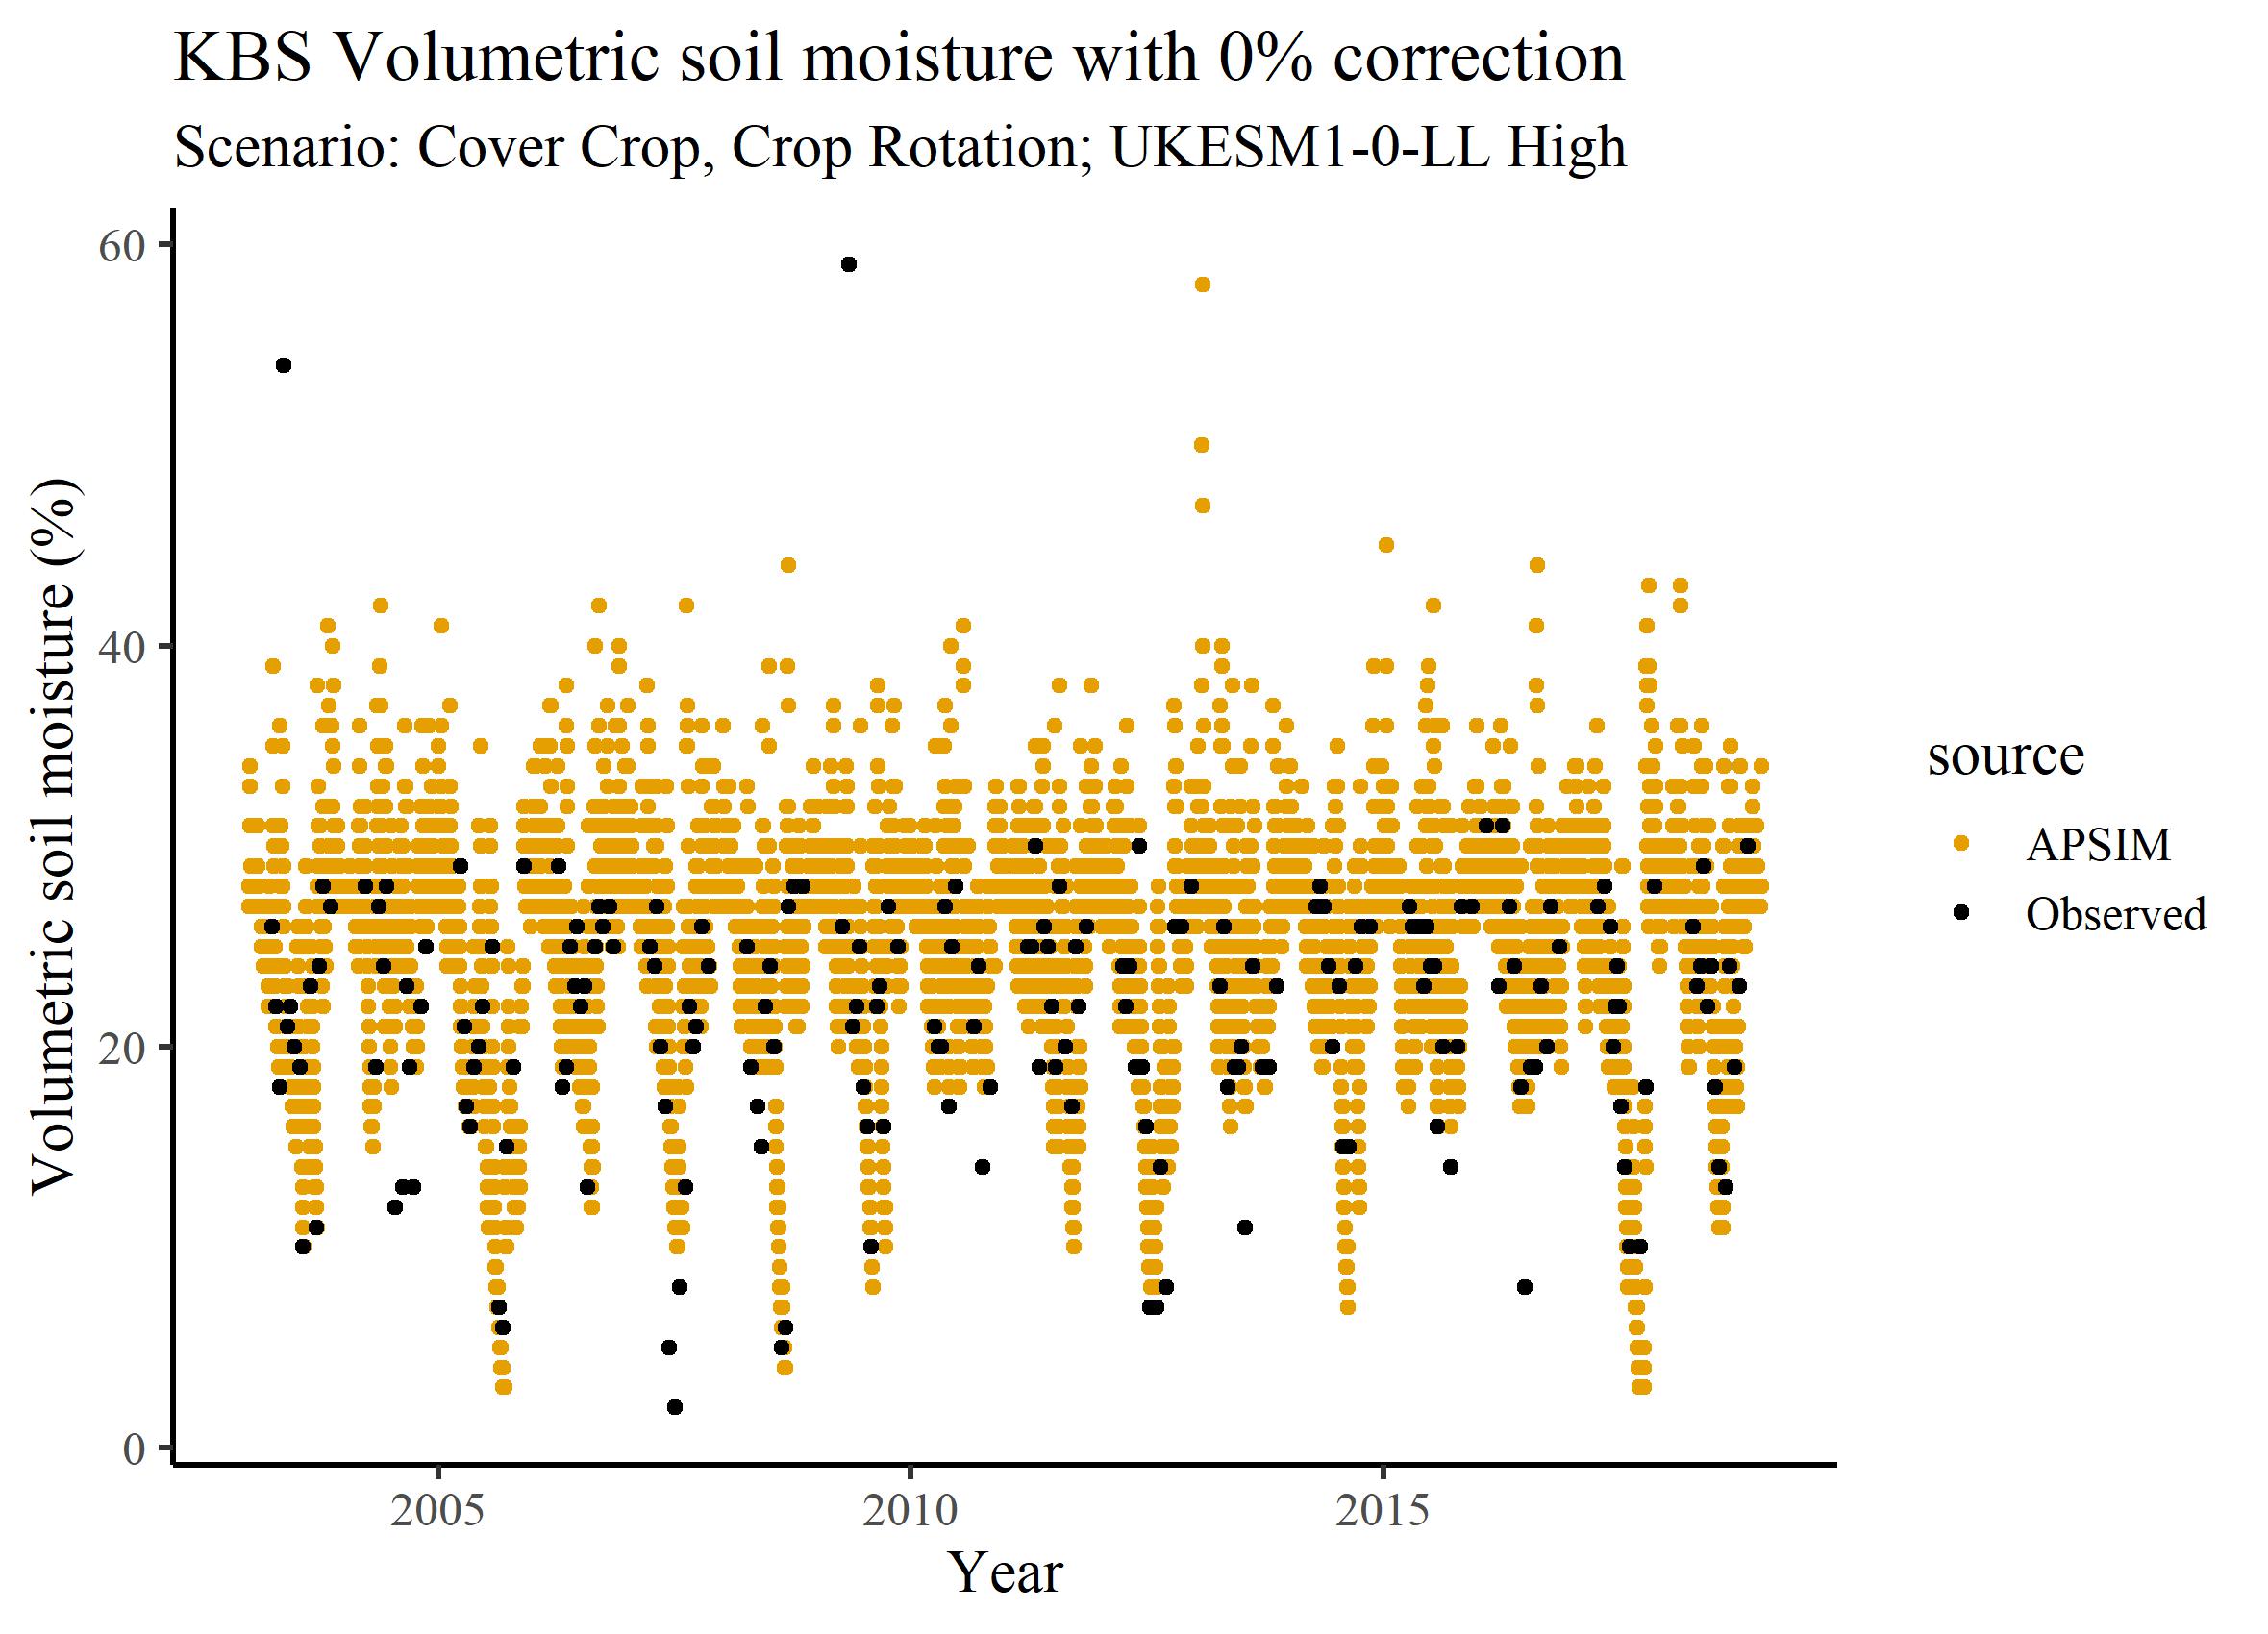 KBS Volumetric soil moisture with 0% correction
Scenario: Cover Crop, Crop Rotation; UKESM1-0-LL High
Volumetric soil moisture (%)
60
40
20
0
2005 2010 2015
Year
source
APSIM
Observed